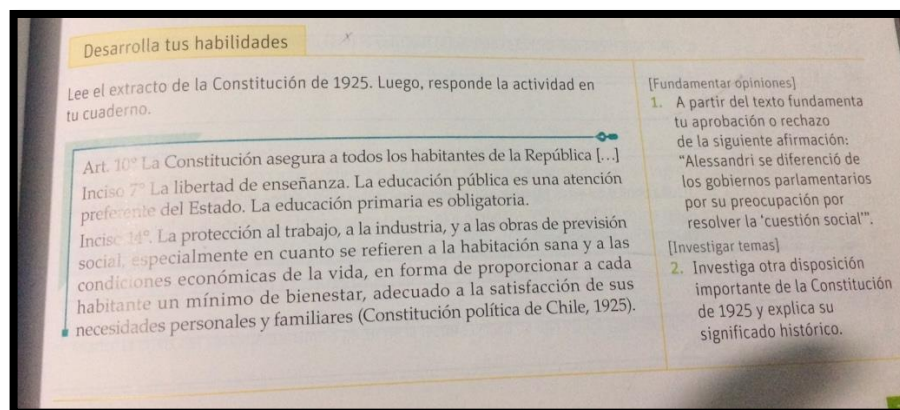 Desarrolla tus habilidades
Lee el extracto de la Constitución de 1925. Luego, responde la actividad en
tu cuaderno.
Art. 10° La Constitución asegura a todos los habitantes de la República [...]
Inciso 7° La libertad de enseñanza. La educación pública es una atención
preferente del Estado. La educación primaria es obligatoria.
Inciso 14°. La protección al trabajo, a la industria, y a las obras de previsión
social, especialmente en cuanto se refieren a la habitación sana y a las
condiciones económicas de la vida, en forma de proporcionar a cada
habitante un mínimo de bienestar, adecuado a la satisfacción de sus
necesidades personales y familiares (Constitución política de Chile, 1925).
[Fundamentar opiniones]
1. A partir del texto fundamenta
tu aprobación o rechazo
de la siguiente afirmación:
"Alessandri se diferenció de
los gobiernos parlamentarios
por su preocupación por
resolver la 'cuestión social'".
[Investigar temas]
2. Investiga otra disposición
importante de la Constitución
de 1925 y explica su
significado histórico.